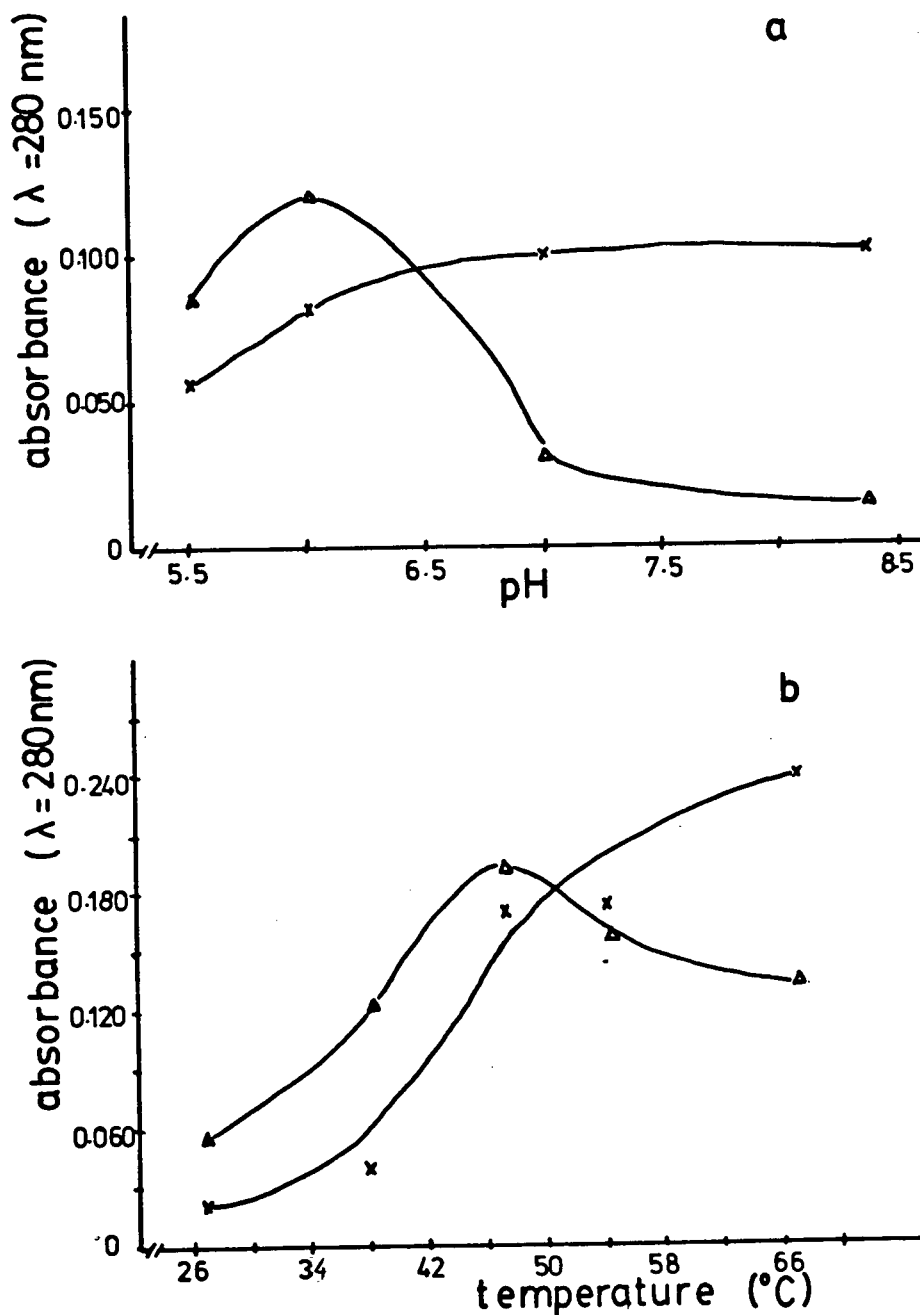 a
absorbance (λ=280 nm)
0.150
0.100
0.050
0
5.5 6.5 7.5 8.5
pH
b
absorbance (λ=280nm)
0.240
0.180
0.120
0.060
0
26 34 42 50 58 66
temperature (°C)